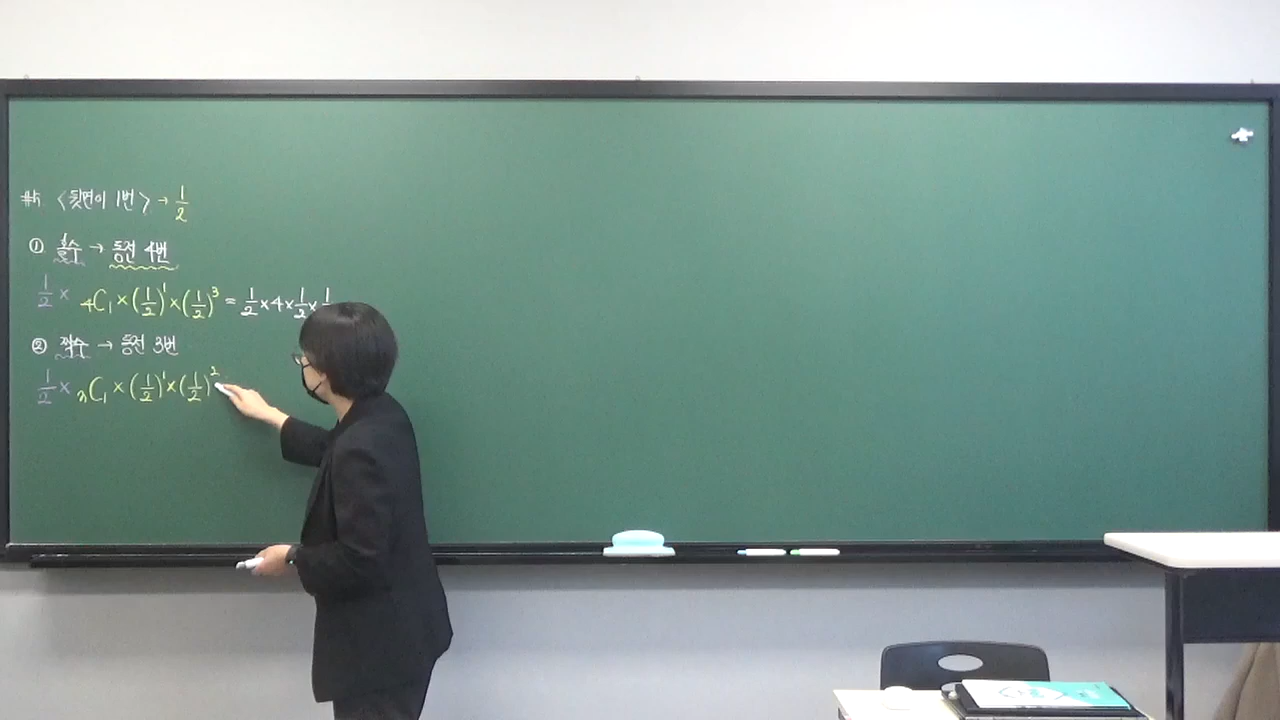 #5. <뒷면이 1번> → 1/2
① 홀수 → 동전 4번
1/2 × ₄C₁ × (1/2)¹ × (1/2)³ = 1/2 × 4 × 1/2 × 1
② 짝수 → 동전 3번
1/2 × ₃C₁ × (1/2)¹ × (1/2)²